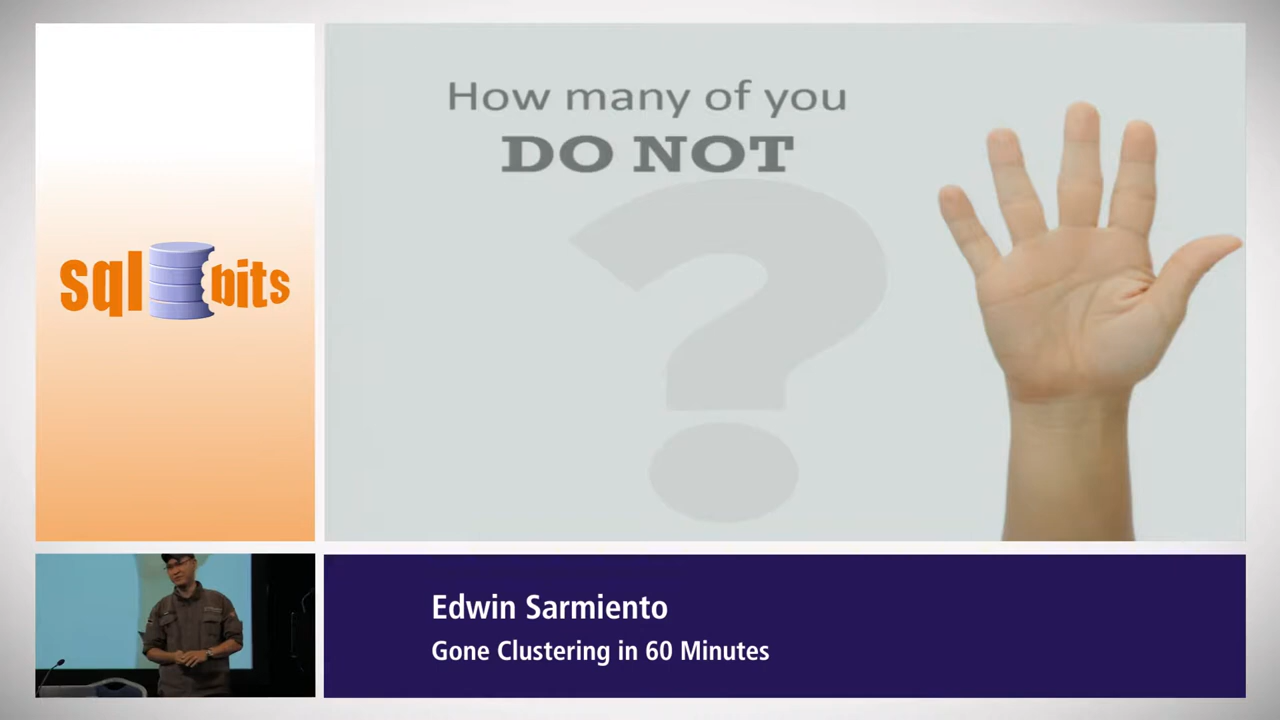 How many of you
DO NOT
?
sql bits
Edwin Sarmiento
Gone Clustering in 60 Minutes